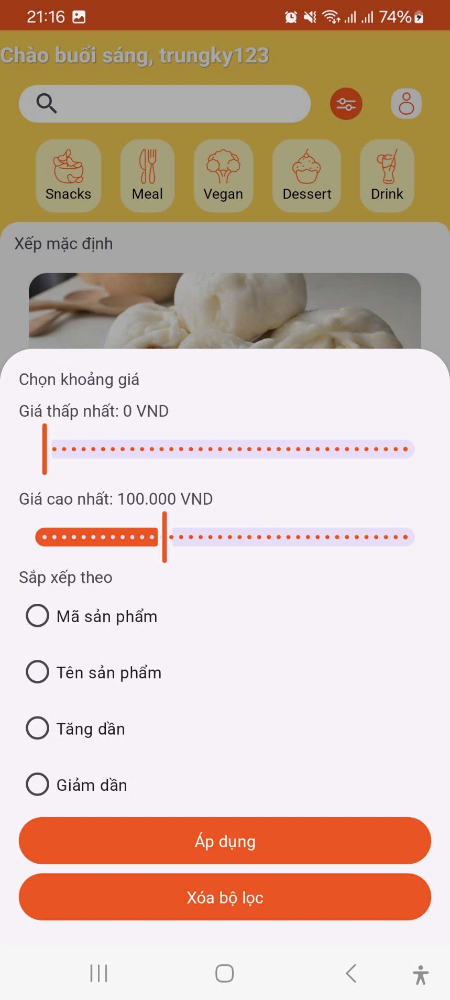 21:16 74%
Chào buổi sáng, trungky123
Snacks Meal Vegan Dessert Drink
Xếp mặc định
Chọn khoảng giá
Giá thấp nhất: 0 VND
Giá cao nhất: 100.000 VND
Sắp xếp theo
Mã sản phẩm
Tên sản phẩm
Tăng dần
Giảm dần
Áp dụng
Xóa bộ lọc